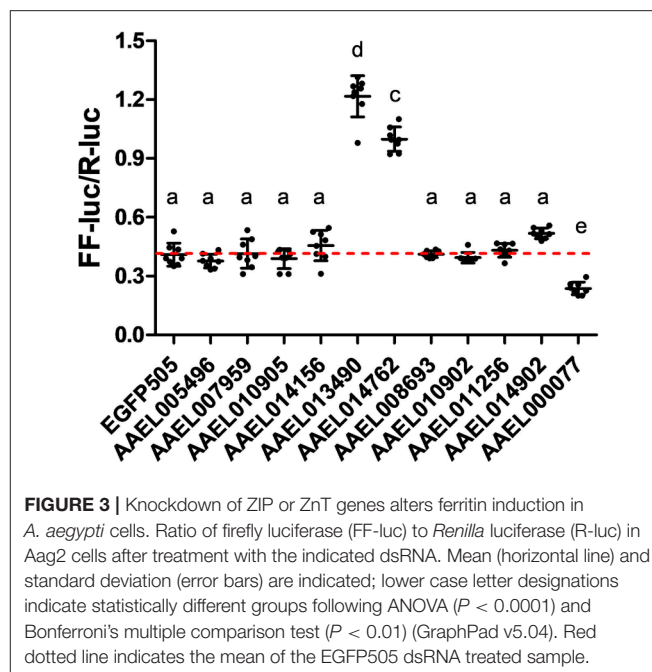 1.5
1.2
0.9
0.6
0.3
0.0
FF-luc/R-luc
a a a a a d c a a a a e
EGFP505
AAEL005496
AAEL007959
AAEL010905
AAEL014156
AAEL013490
AAEL014762
AAEL008693
AAEL010902
AAEL011256
AAEL014902
AAEL000077
FIGURE 3 | Knockdown of ZIP or ZnT genes alters ferritin induction in
A. aegypti cells. Ratio of firefly luciferase (FF-luc) to Renilla luciferase (R-luc) in
Aag2 cells after treatment with the indicated dsRNA. Mean (horizontal line) and
standard deviation (error bars) are indicated; lower case letter designations
indicate statistically different groups following ANOVA (P < 0.0001) and
Bonferroni's multiple comparison test (P < 0.01) (GraphPad v5.04). Red
dotted line indicates the mean of the EGFP505 dsRNA treated sample.